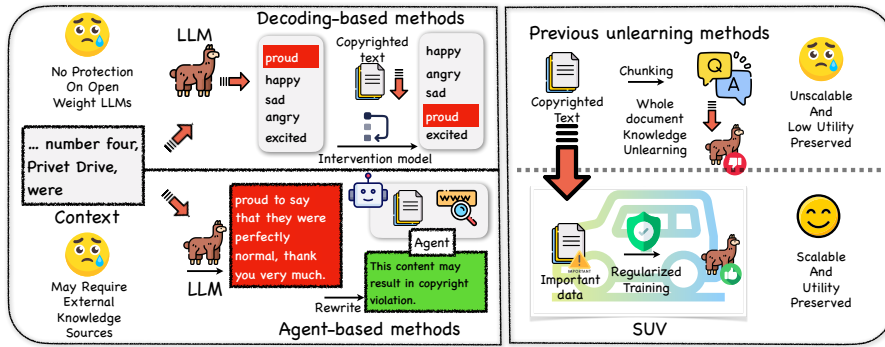 Decoding-based methods
LLM
No Protection
On Open
Weight LLMs
proud
happy
sad
angry
excited
Copyrighted
text
Intervention model
happy
angry
sad
proud
excited
... number four,
Privet Drive,
were
Context
May Require
External
Knowledge
Sources
LLM
proud to say
that they were
perfectly
normal, thank
you very much.
Rewrite
www
Agent
This content may
result in copyright
violation.
Agent-based methods
Previous unlearning methods
Copyrighted
Text
Chunking
Whole
document
Knowledge
Unlearning
Q
A
Unscalable
And
Low Utility
Preserved
IMPORTANT
Important
data
Regularized
Training
SUV
Scalable
And
Utility
Preserved